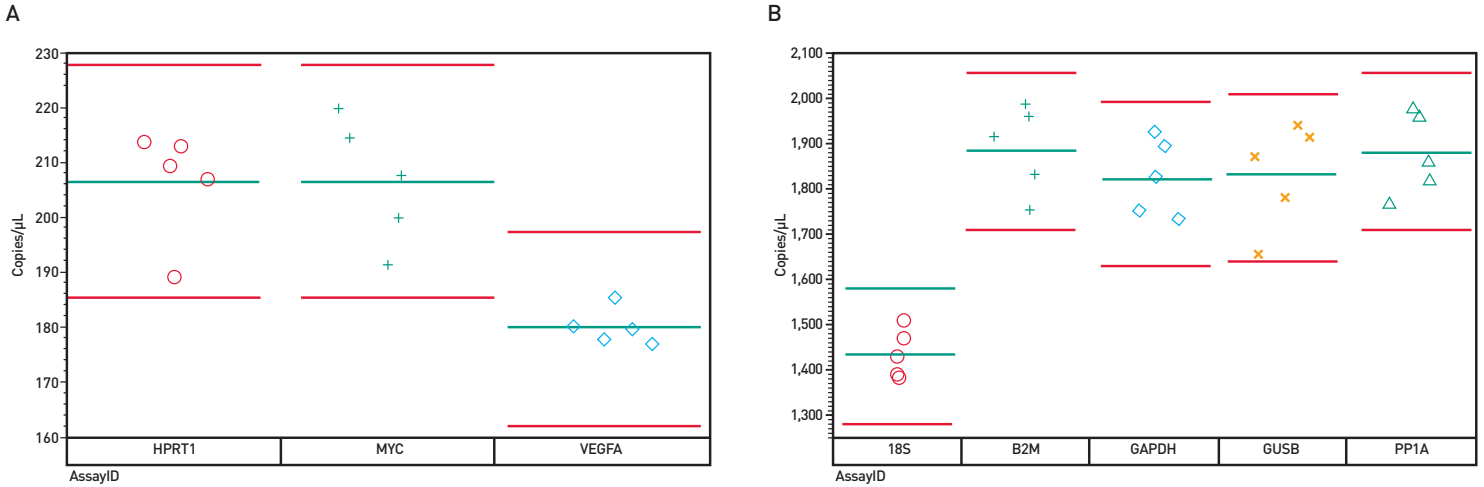 A
Copies/µL
230
220
210
200
190
180
170
160
HPRT1 MYC VEGFA
AssayID
B
Copies/µL
2,100
2,000
1,900
1,800
1,700
1,600
1,500
1,400
1,300
18S B2M GAPDH GUSB PP1A
AssayID